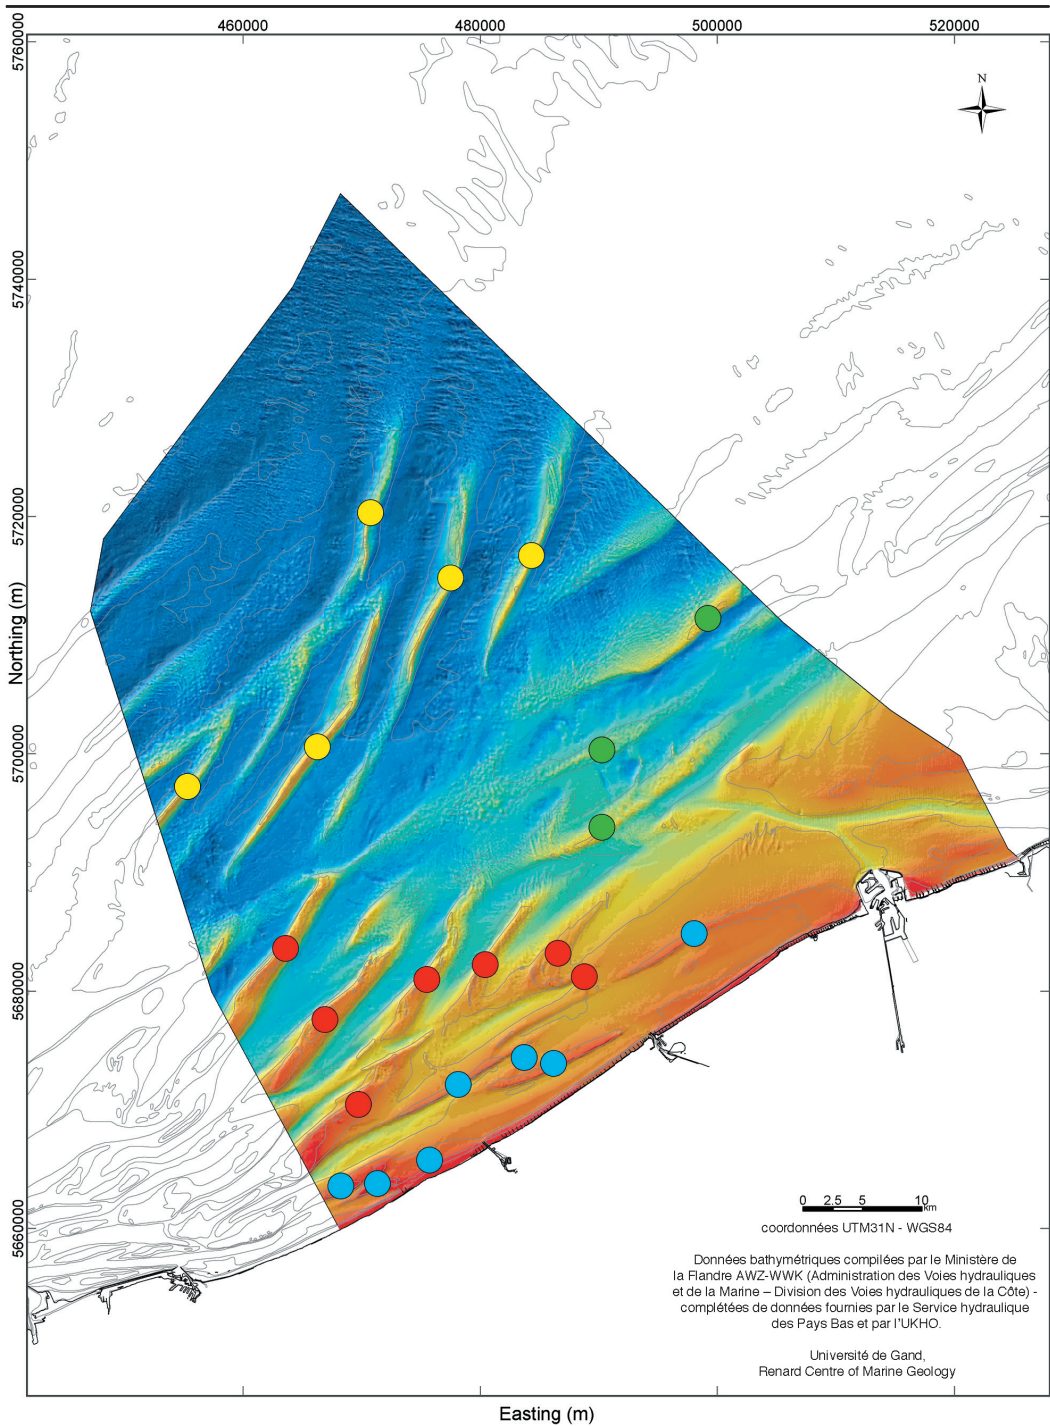 460000
480000
500000
520000
5760000
N
5740000
5720000
Northing (m)
5700000
5680000
5660000
0 2.5 5 10
km
coordonnées UTM31N - WGS84
Données bathymétriques compilées par le Ministère de
la Flandre AWZ-WWK (Administration des Voies hydrauliques
et de la Marine – Division des Voies hydrauliques de la Côte) -
complétées de données fournies par le Service hydraulique
des Pays Bas et par l'UKHO.
Université de Gand,
Renard Centre of Marine Geology
Easting (m)